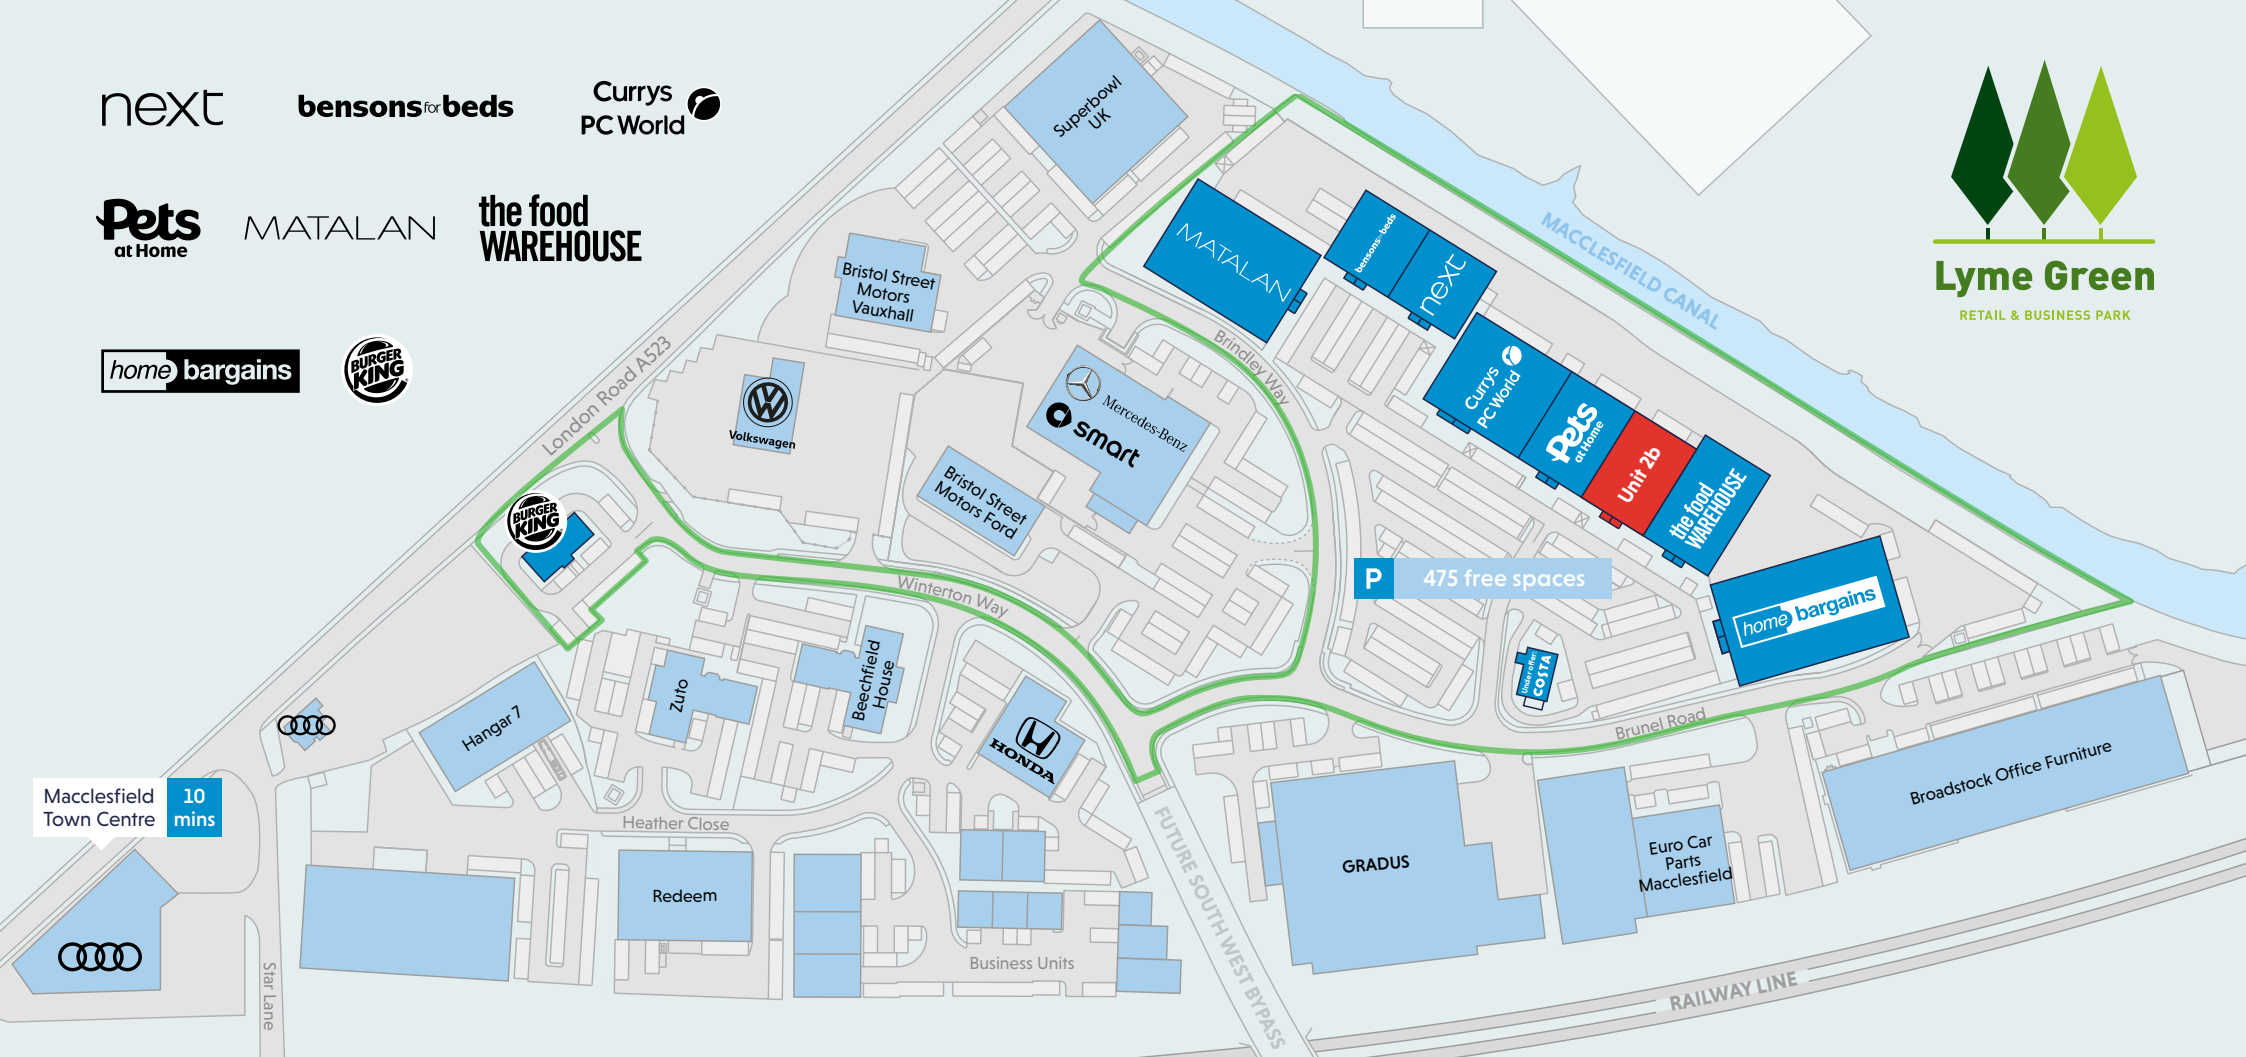 next
bensons for beds
Currys
PC World
Pets
at Home
MATALAN
the food
WAREHOUSE
home bargains
BURGER
KING
Lyme Green
RETAIL & BUSINESS PARK
MACCLESFIELD CANAL
Superbowl
UK
MATALAN
bensons for beds
next
Currys
PC World
Pets
at Home
Unit 2b
the food
WAREHOUSE
home bargains
Under offer:
COSTA
P
475 free spaces
Brindley Way
Bristol Street
Motors
Vauxhall
London Road A523
Volkswagen
Mercedes-Benz
smart
Bristol Street
Motors Ford
BURGER
KING
Winterton Way
Brunel Road
Beechfield
House
Zuto
Hangar 7
HONDA
Macclesfield
Town Centre
10
mins
Heather Close
Redeem
Business Units
Star Lane
FUTURE SOUTH WEST BYPASS
GRADUS
Euro Car
Parts
Macclesfield
Broadstock Office Furniture
RAILWAY LINE